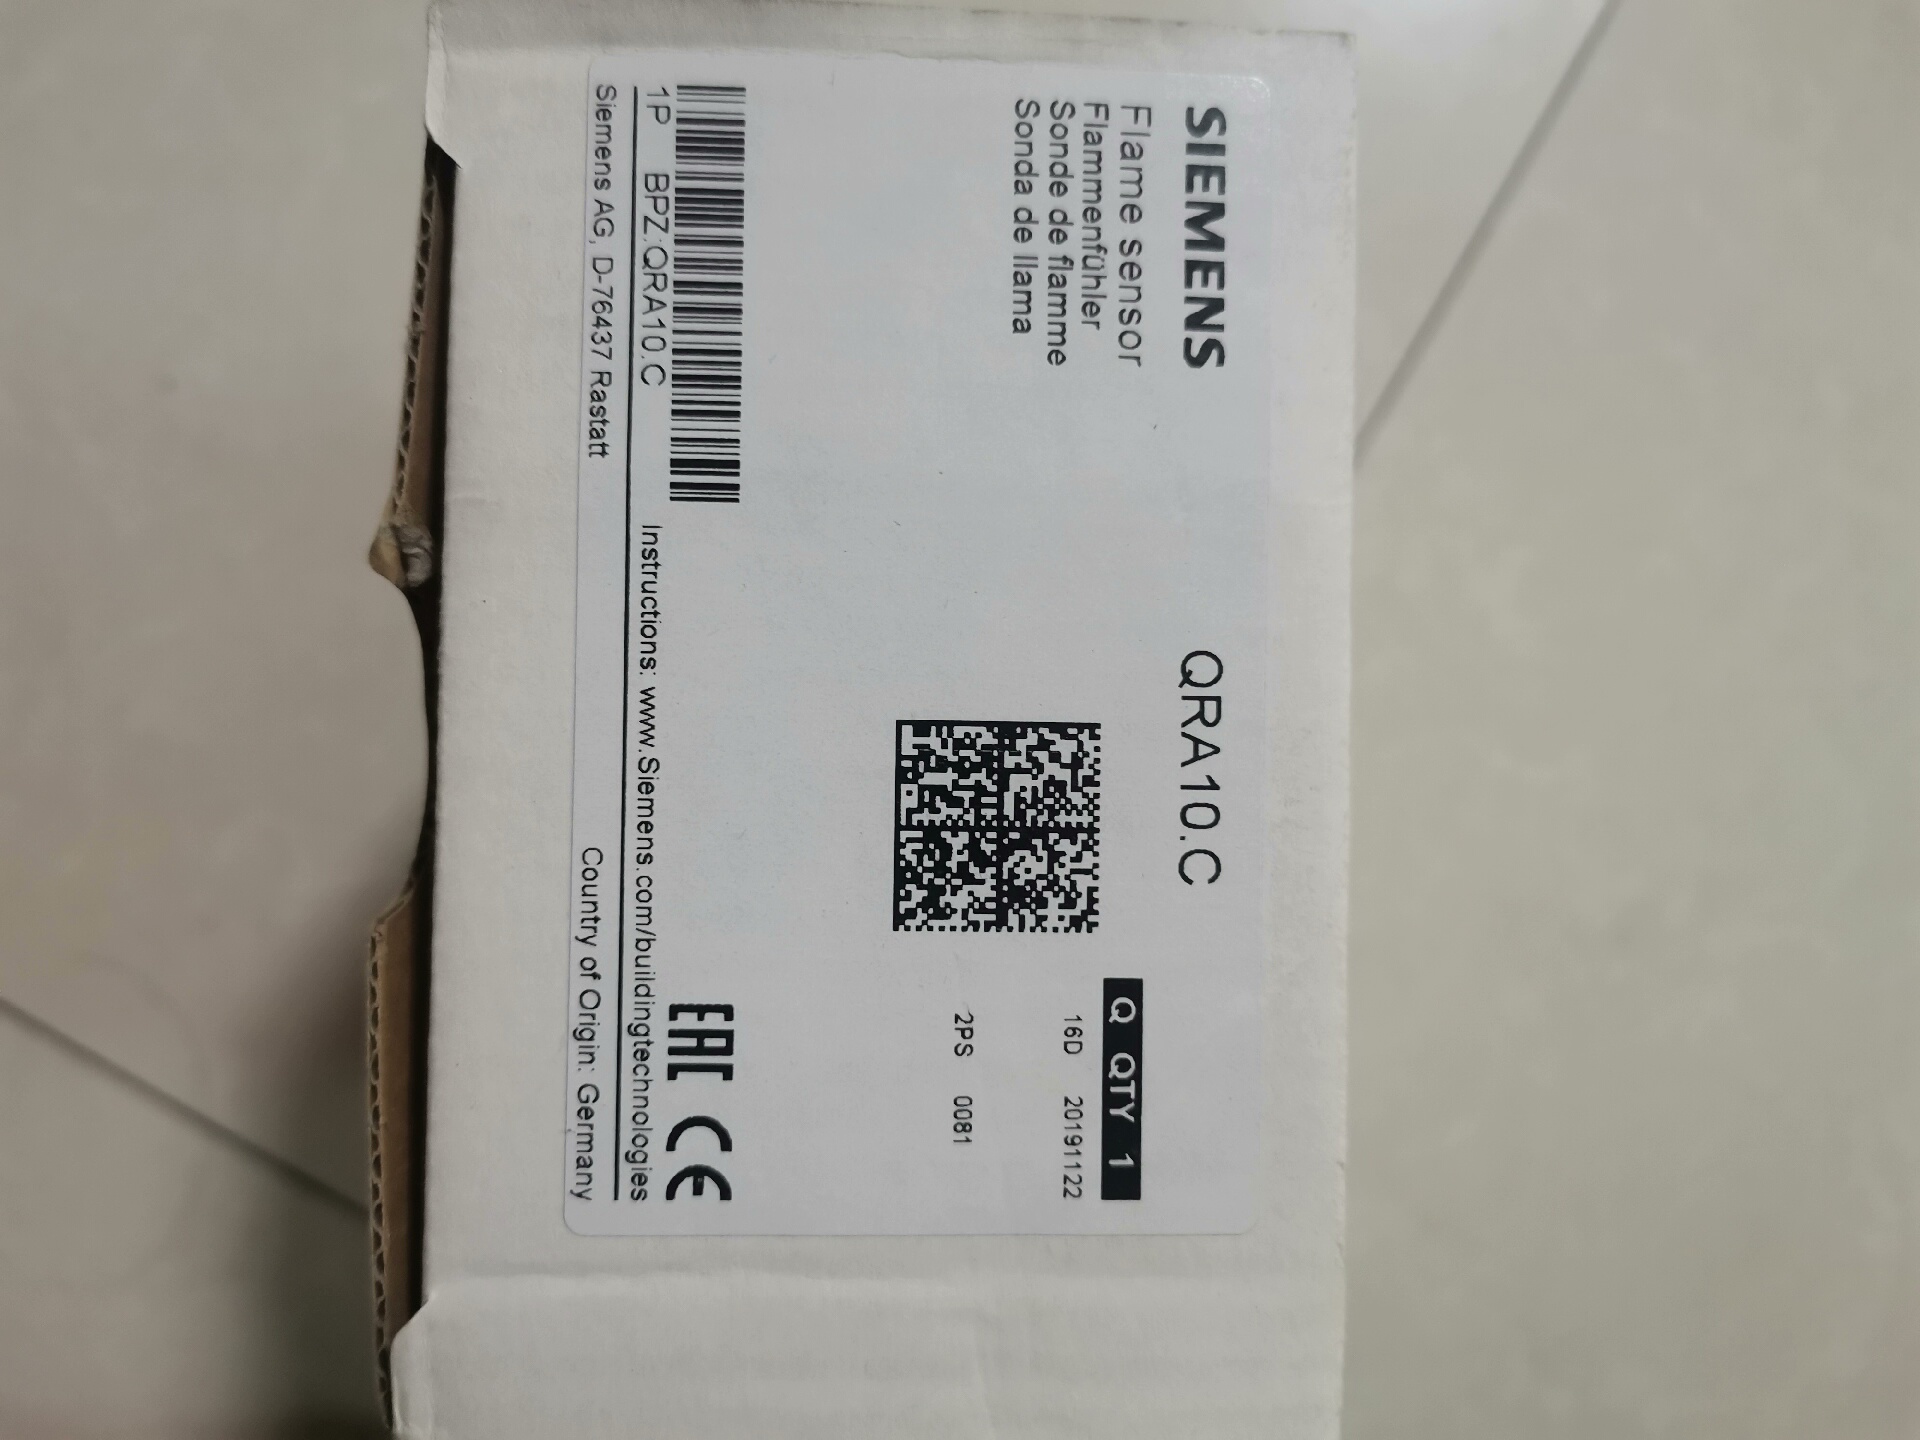 SIEMENS
QRA10.C
Flame sensor
Flammenfühler
Sonde de flamme
Sonda de llama
Q QTY 1
16D 20191122
2PS 0081
EAC CE
1P BPZ:QRA10.C
Instructions: www.Siemens.com/buildingtechnologies
Siemens AG, D-76437 Rastatt
Country of Origin: Germany